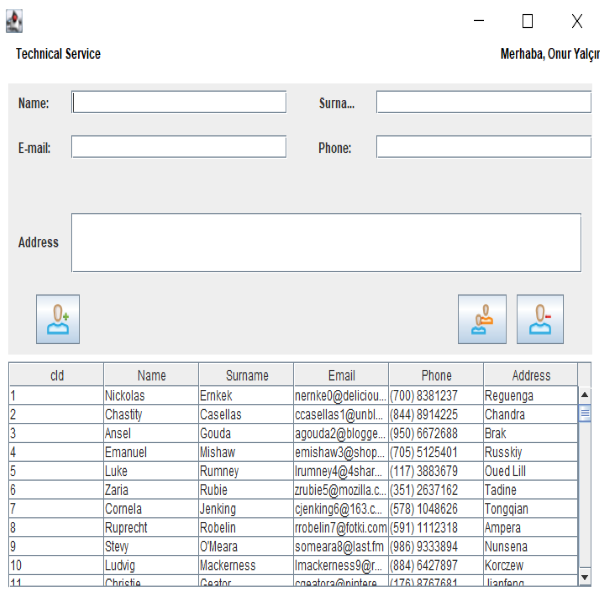 Technical Service Merhaba, Onur Yalçır
Name: Surna...
E-mail: Phone:
Address
cId Name Surname Email Phone Address
1 Nickolas Ernkek nernke0@deliciou... (700) 8381237 Reguenga
2 Chastity Casellas ccasellas1@unbl... (844) 8914225 Chandra
3 Ansel Gouda agouda2@blogge... (950) 6672688 Brak
4 Emanuel Mishaw emishaw3@shop... (705) 5125401 Russkiy
5 Luke Rumney lrumney4@4shar... (117) 3883679 Oued Lill
6 Zaria Rubie zrubie5@mozilla.c... (351) 2637162 Tadine
7 Cornela Jenking cjenking6@163.c... (578) 1048626 Tongqian
8 Ruprecht Robelin rrobelin7@fotki.com (591) 1112318 Ampera
9 Stevy O'Meara someara8@last.fm (986) 9333894 Nunsena
10 Ludvig Mackerness lmackerness9@r... (884) 6427897 Korczew
11 Christie Geator cgeatora@pintere... (176) 8767681 Jianfeng